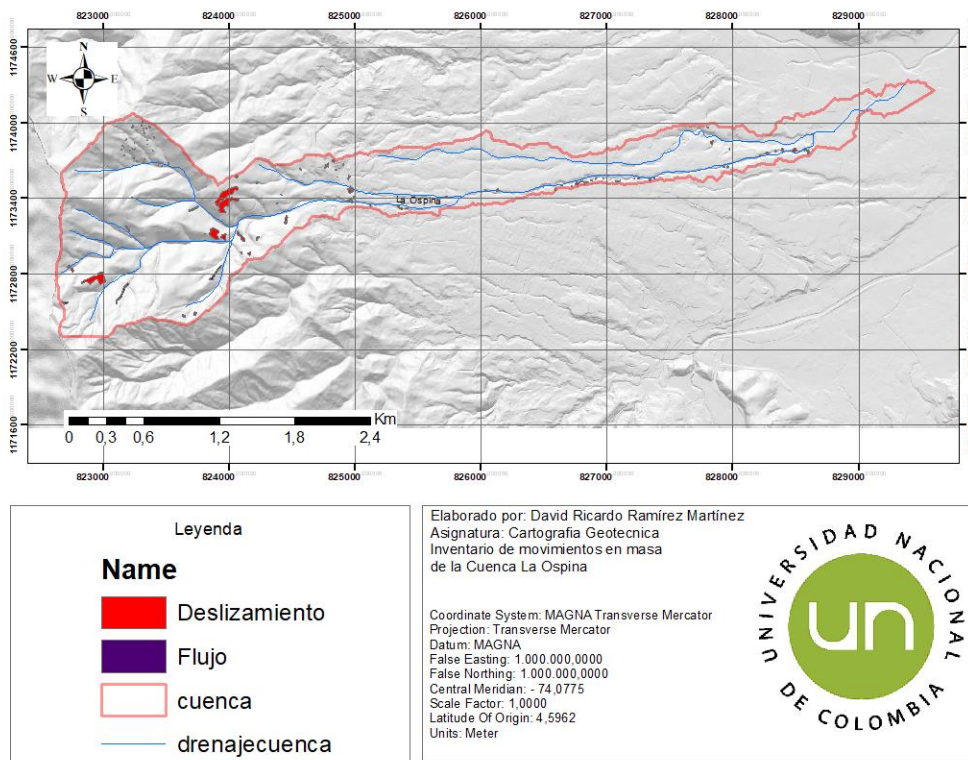 823000 824000 825000 826000 827000 828000 829000
1174600
1174000
1173400
1172800
1172200
1171600
N
W E
S
La Ospina
Km
0 0,3 0,6 1,2 1,8 2,4
823000 824000 825000 826000 827000 828000 829000
Leyenda
Name
Deslizamiento
Flujo
cuenca
drenajecuenca
Elaborado por: David Ricardo Ramírez Martínez
Asignatura: Cartografia Geotecnica
Inventario de movimientos en masa
de la Cuenca La Ospina
Coordinate System: MAGNA Transverse Mercator
Projection: Transverse Mercator
Datum: MAGNA
False Easting: 1.000.000,0000
False Northing: 1.000.000,0000
Central Meridian: - 74,0775
Scale Factor: 1,0000
Latitude Of Origin: 4,5962
Units: Meter
UNIVERSIDAD NACIONAL
un
DE COLOMBIA